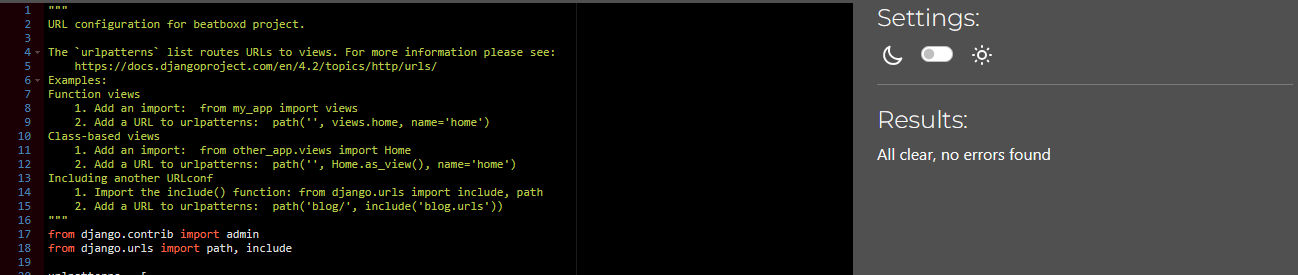 1 """
2 URL configuration for beatboxd project.
3
4 The `urlpatterns` list routes URLs to views. For more information please see:
5     https://docs.djangoproject.com/en/4.2/topics/http/urls/
6 Examples:
7 Function views
8     1. Add an import:  from my_app import views
9     2. Add a URL to urlpatterns:  path('', views.home, name='home')
10 Class-based views
11     1. Add an import:  from other_app.views import Home
12     2. Add a URL to urlpatterns:  path('', Home.as_view(), name='home')
13 Including another URLconf
14     1. Import the include() function: from django.urls import include, path
15     2. Add a URL to urlpatterns:  path('blog/', include('blog.urls'))
16 """
17 from django.contrib import admin
18 from django.urls import path, include
19
Settings:
Results:
All clear, no errors found